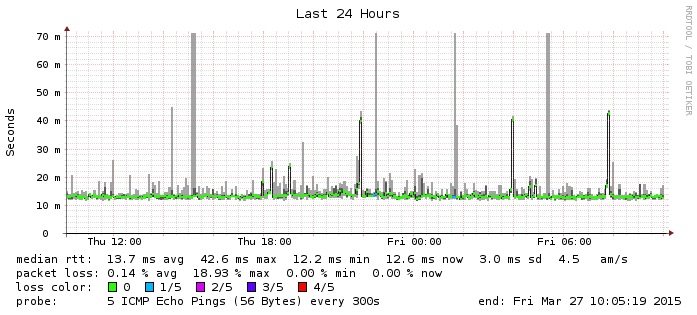 Last 24 Hours
RRDTOOL / TOBI OETIKER
Seconds
70 m
60 m
50 m
40 m
30 m
20 m
10 m
0
Thu 12:00 Thu 18:00 Fri 00:00 Fri 06:00
median rtt: 13.7 ms avg 42.6 ms max 12.2 ms min 12.6 ms now 3.0 ms sd 4.5 am/s
packet loss: 0.14 % avg 18.93 % max 0.00 % min 0.00 % now
loss color: 0 1/5 2/5 3/5 4/5
probe: 5 ICMP Echo Pings (56 Bytes) every 300s end: Fri Mar 27 10:05:19 2015